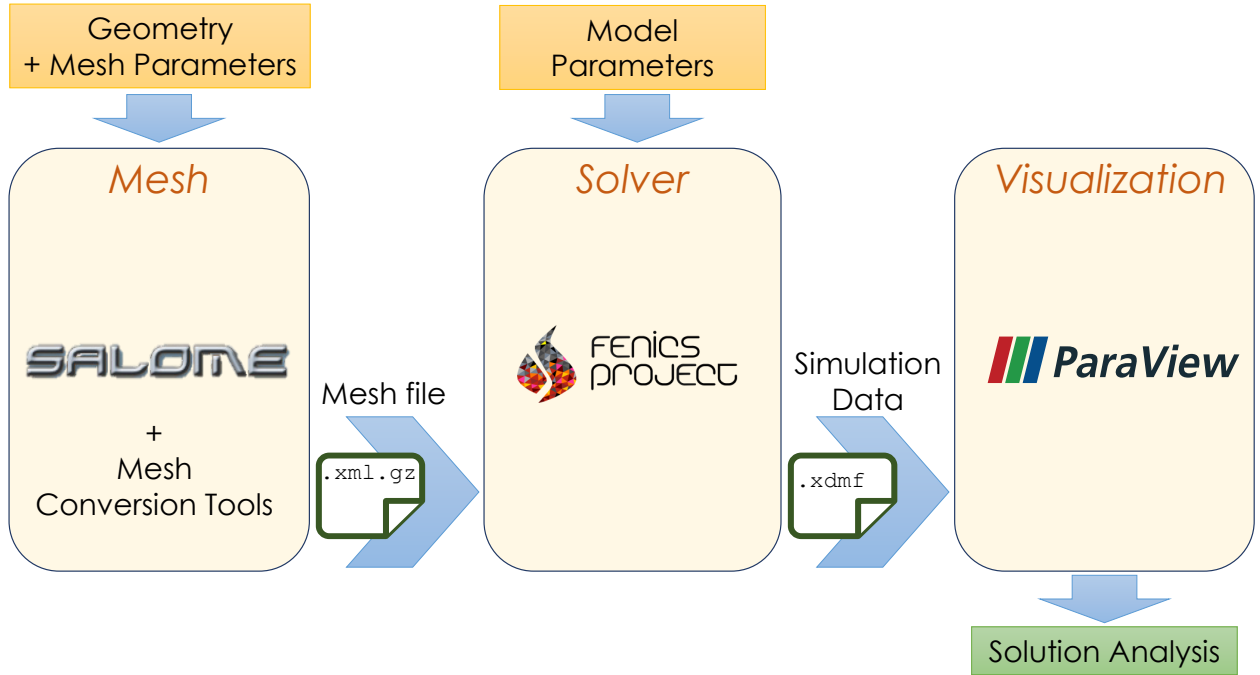 Geometry
+ Mesh Parameters
Model
Parameters
Mesh
SALOME
+
Mesh
Conversion Tools
Mesh file
.xml.gz
Solver
FENICS
PROJECT
Simulation
Data
.xdmf
Visualization
ParaView
Solution Analysis